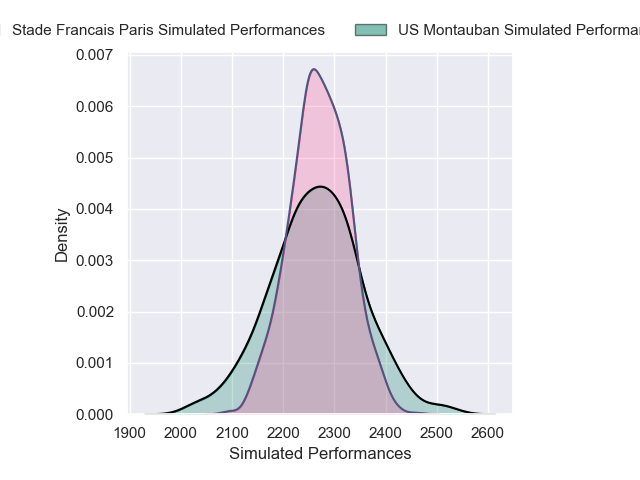 Stade Francais Paris Simulated Performances US Montauban Simulated
0.007
0.006
0.005
0.004
0.003
0.002
0.001
0.000
Density
1900 2000 2100 2200 2300 2400 2500 2600
Simulated Performances